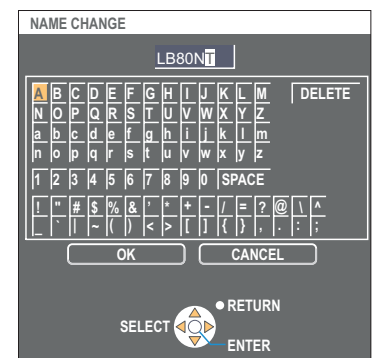 NAME CHANGE
LB80NT
A B C D E F G H I J K L M DELETE
N O P Q R S T U V W X Y Z
a b c d e f g h i j k l m
n o p q r s t u v w x y z
1 2 3 4 5 6 7 8 9 0 SPACE
! " # $ % & ' * + - / = ? @ \ ^
_ ` | ~ ( ) < > [ ] { } , . : ;
OK CANCEL
RETURN
SELECT
ENTER